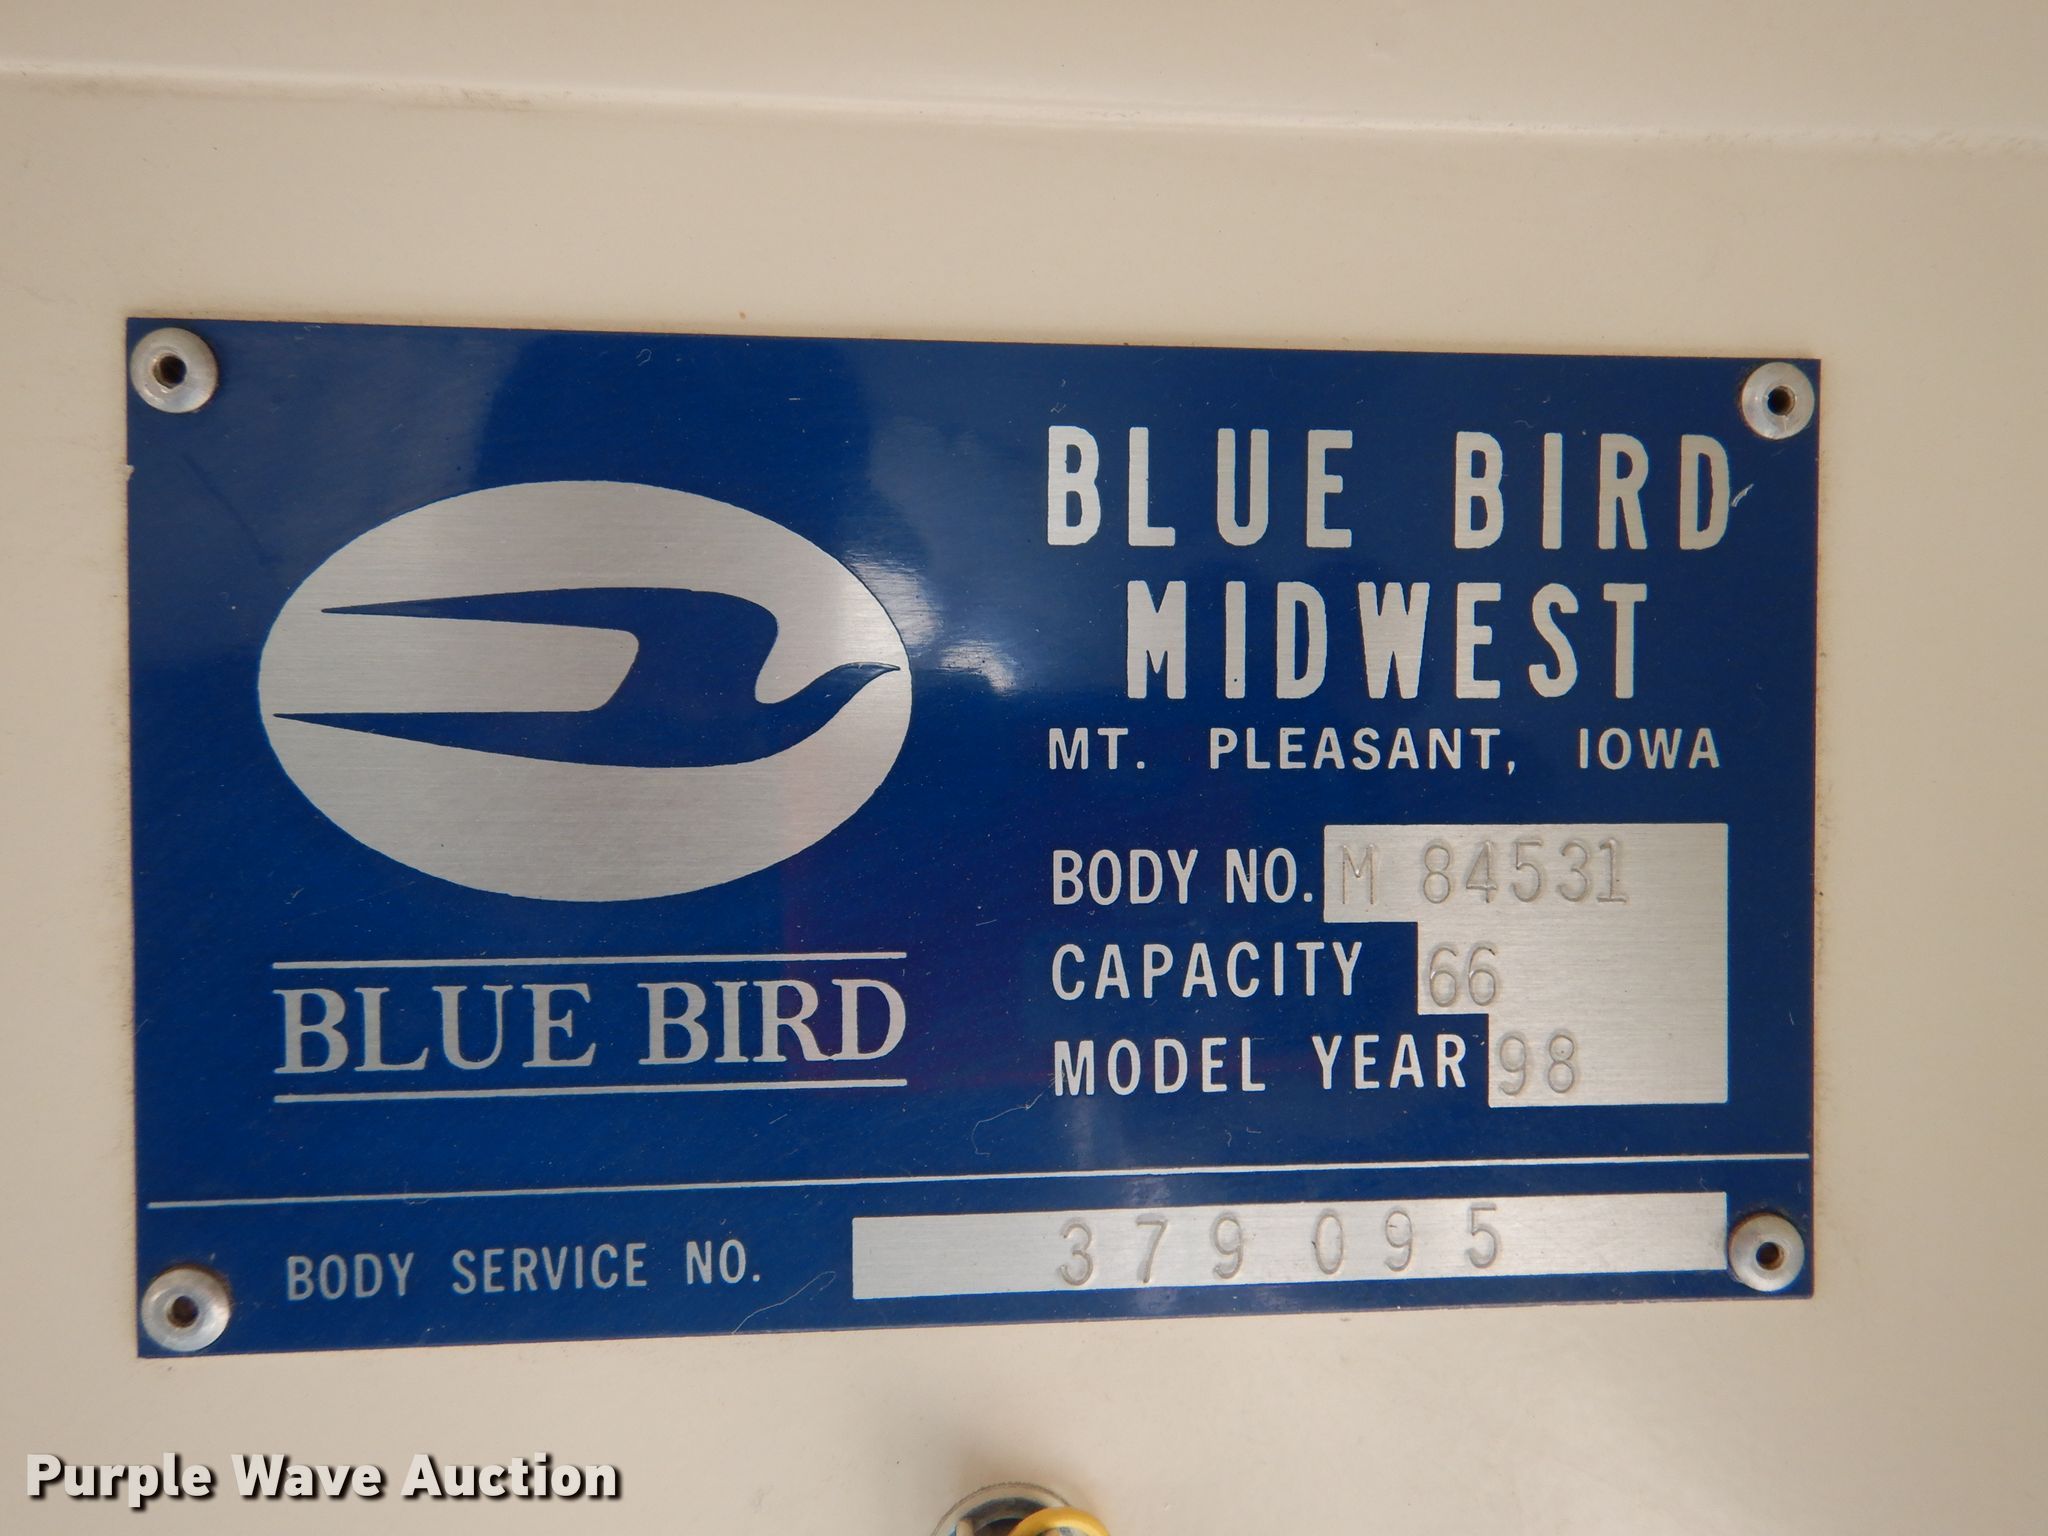 BLUE BIRD
MIDWEST
MT. PLEASANT, IOWA
BODY NO. M 84531
CAPACITY 66
MODEL YEAR 98
BLUE BIRD
BODY SERVICE NO. 379095
Purple Wave Auction